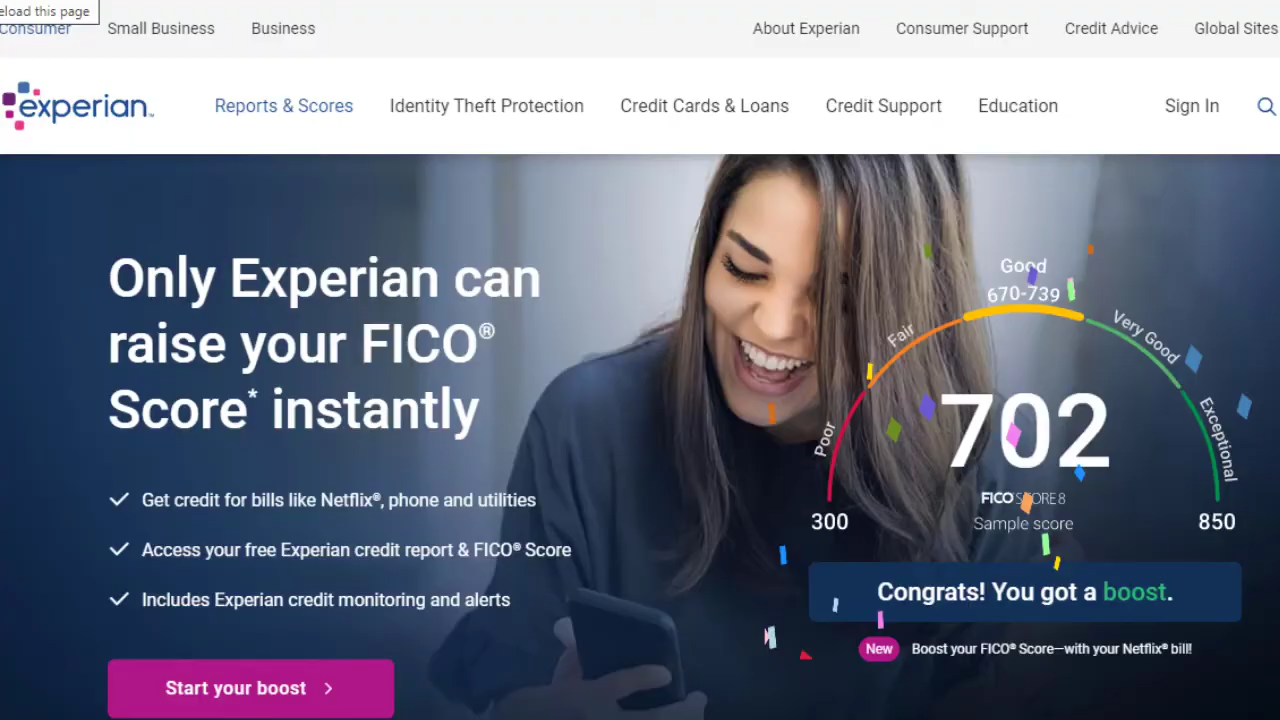 eload this page
Consumer Small Business Business About Experian Consumer Support Credit Advice Global Sites
experian™ Reports & Scores Identity Theft Protection Credit Cards & Loans Credit Support Education Sign In
Only Experian can
raise your FICO®
Score* instantly
Get credit for bills like Netflix®, phone and utilities
Access your free Experian credit report & FICO® Score
Includes Experian credit monitoring and alerts
Start your boost
Good
670-739
Fair
Very Good
Poor
Exceptional
702
FICO SCORE 8
Sample score
300 850
Congrats! You got a boost.
New Boost your FICO® Score—with your Netflix® bill!